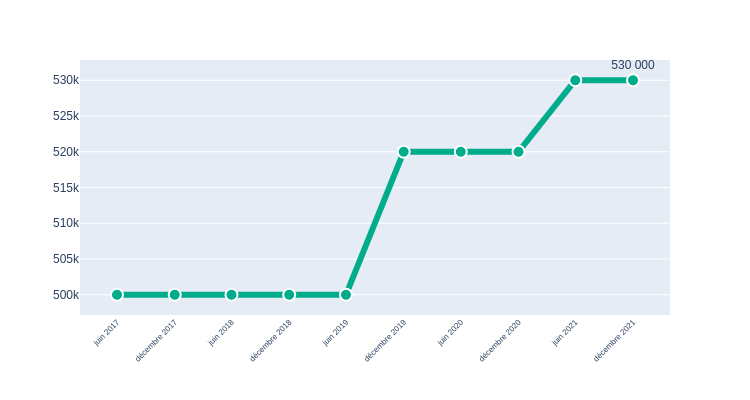 530 000
530k
525k
520k
515k
510k
505k
500k
juin 2017
décembre 2017
juin 2018
décembre 2018
juin 2019
décembre 2019
juin 2020
décembre 2020
juin 2021
décembre 2021